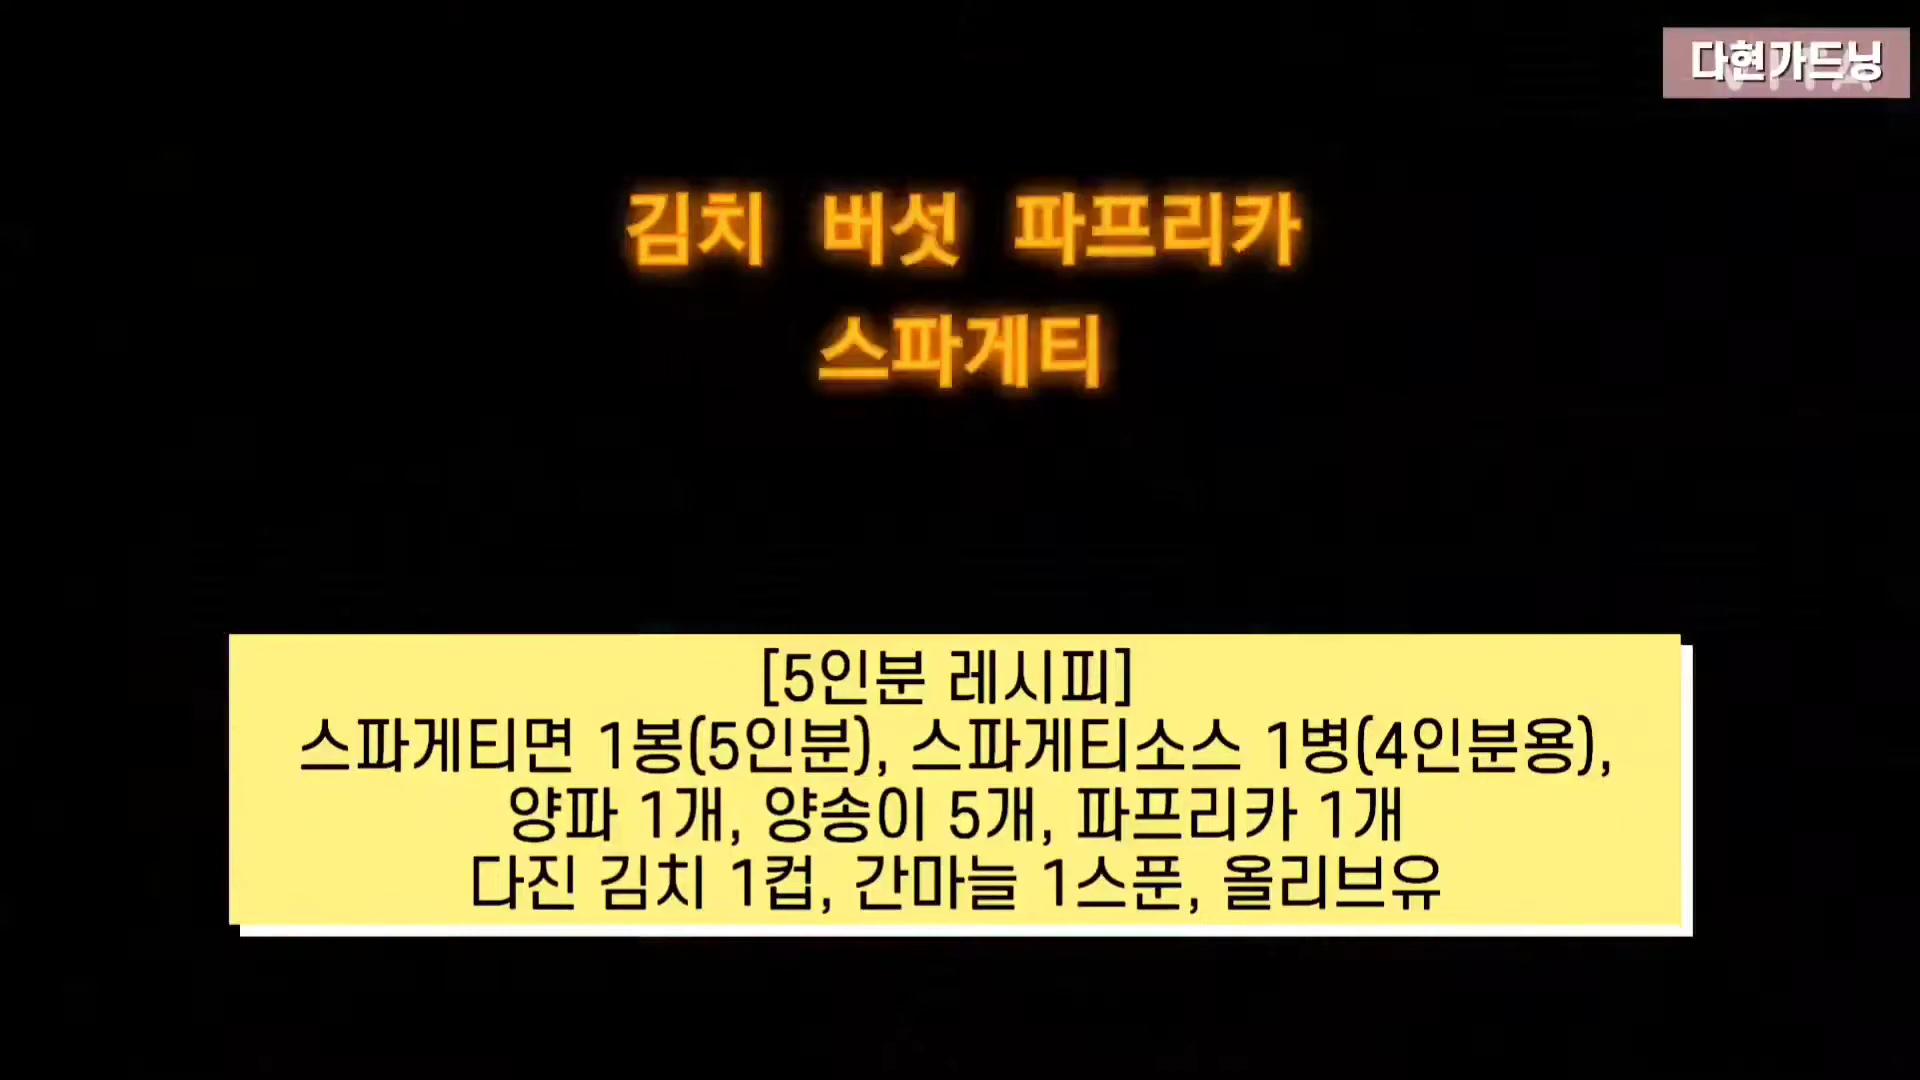 다현가드닝
김치 버섯 파프리카
스파게티
[5인분 레시피]
스파게티면 1봉(5인분), 스파게티소스 1병(4인분용),
양파 1개, 양송이 5개, 파프리카 1개
다진 김치 1컵, 간마늘 1스푼, 올리브유